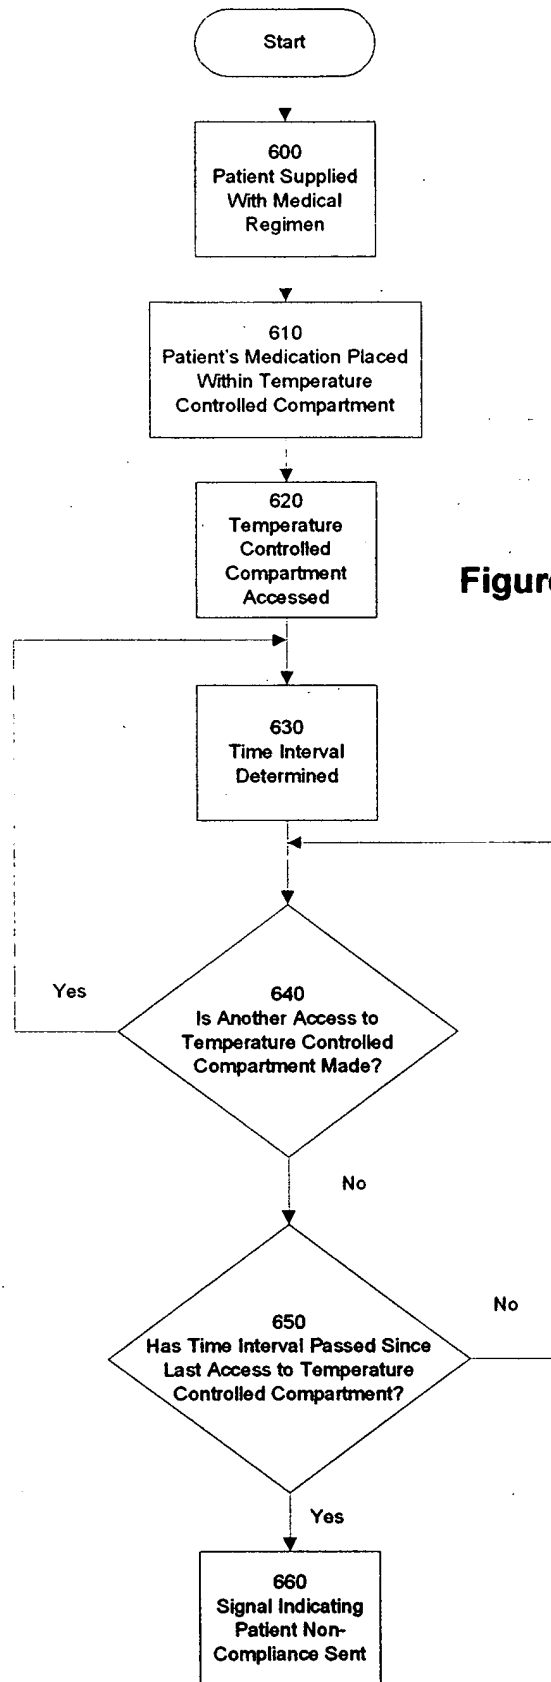 Start
600
Patient Supplied
With Medical
Regimen
610
Patient's Medication Placed
Within Temperature
Controlled Compartment
620
Temperature
Controlled
Compartment
Accessed
Figure
630
Time Interval
Determined
Yes
640
Is Another Access to
Temperature Controlled
Compartment Made?
No
650
Has Time Interval Passed Since
Last Access to Temperature
Controlled Compartment?
No
Yes
660
Signal Indicating
Patient Non-
Compliance Sent